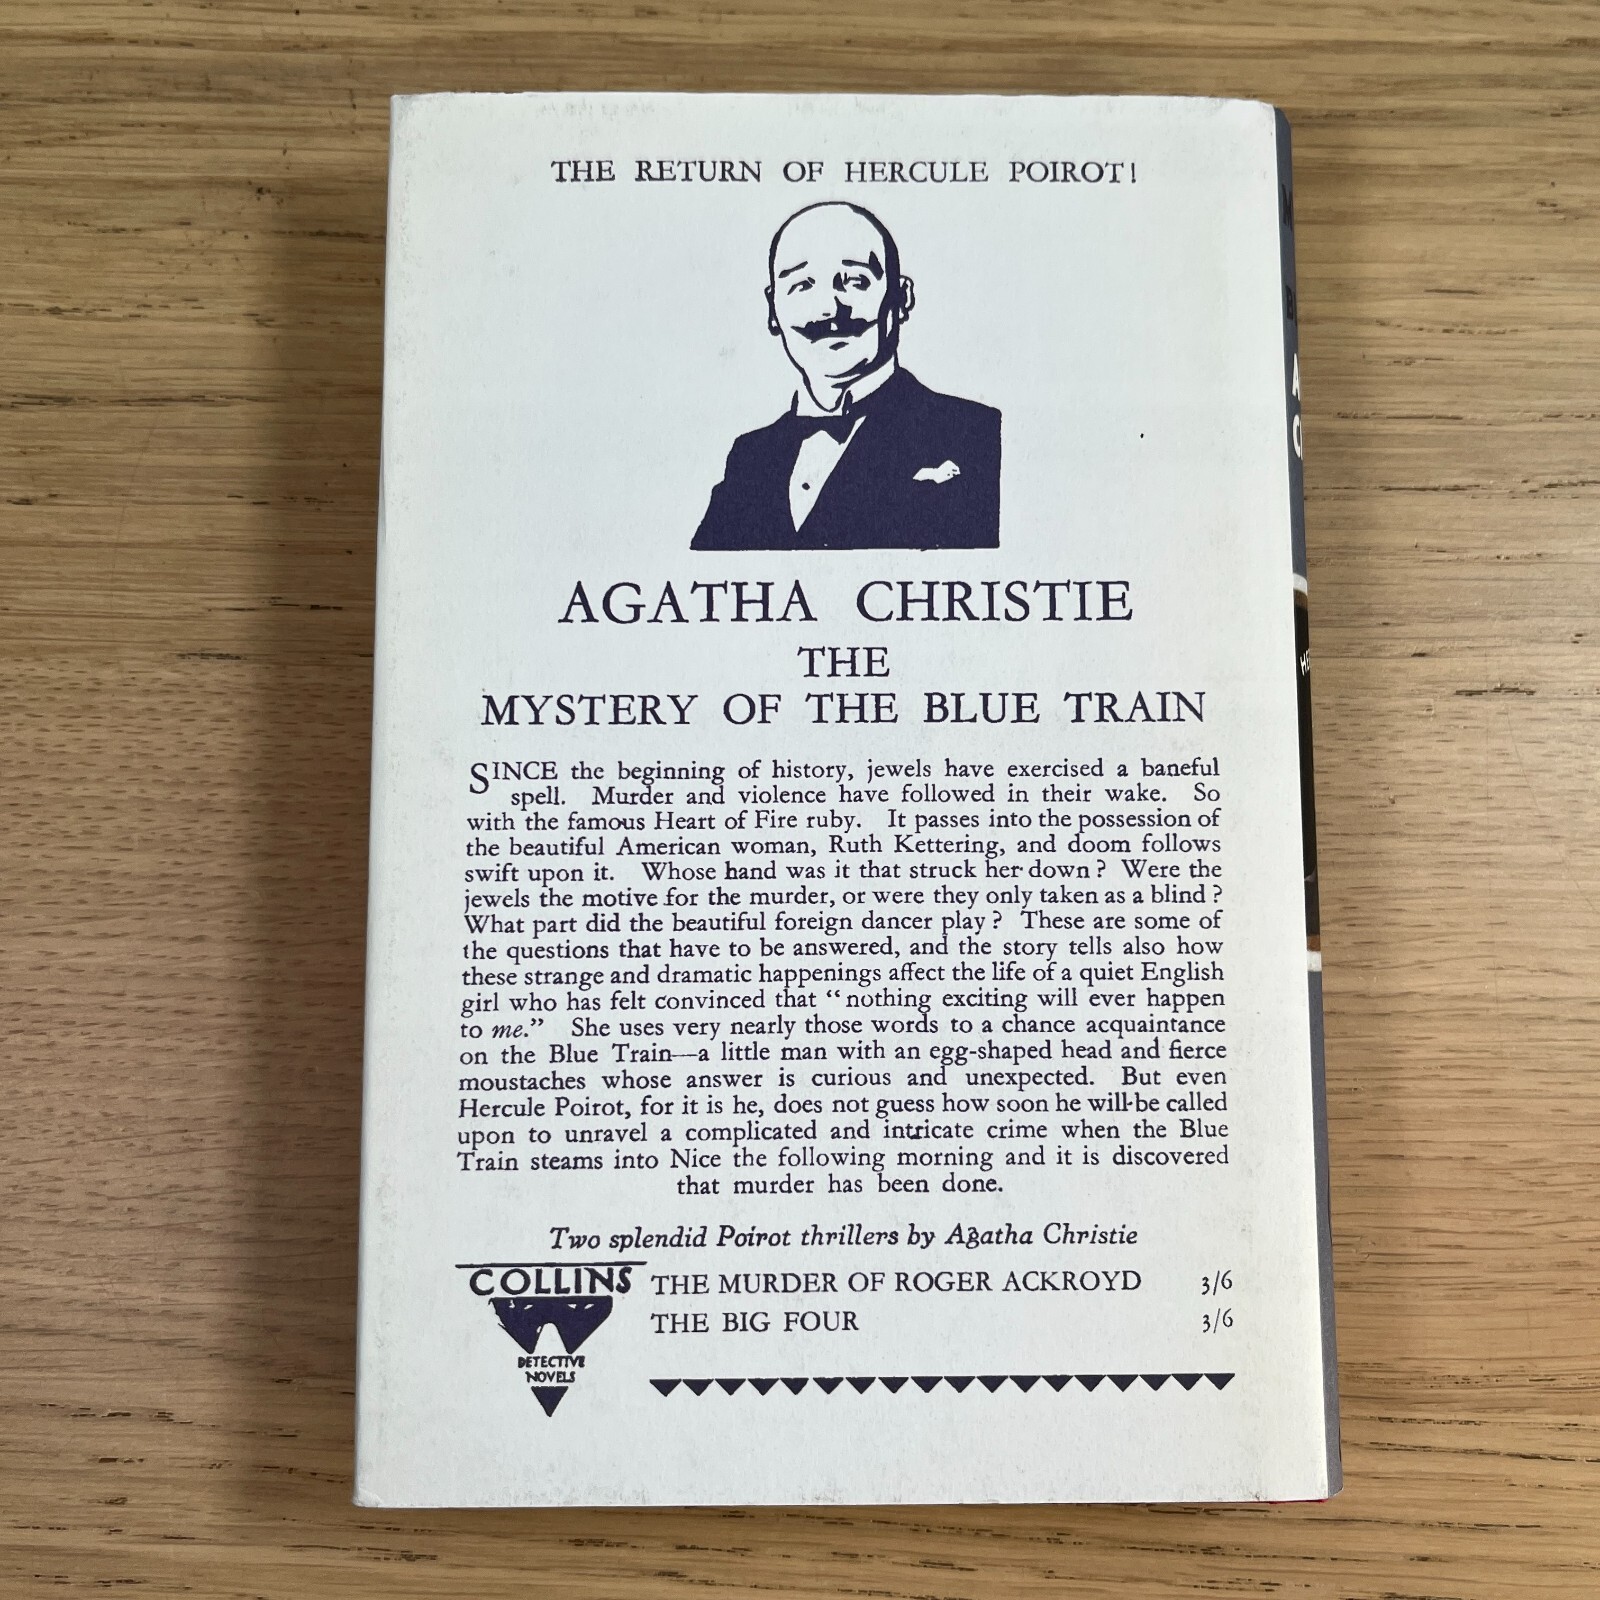 THE RETURN OF HERCULE POIROT!
AGATHA CHRISTIE
THE
MYSTERY OF THE BLUE TRAIN
SINCE the beginning of history, jewels have exercised a baneful
spell. Murder and violence have followed in their wake. So
with the famous Heart of Fire ruby. It passes into the possession of
the beautiful American woman, Ruth Kettering, and doom follows
swift upon it. Whose hand was it that struck her down? Were the
jewels the motive for the murder, or were they only taken as a blind?
What part did the beautiful foreign dancer play? These are some of
the questions that have to be answered, and the story tells also how
these strange and dramatic happenings affect the life of a quiet English
girl who has felt convinced that “nothing exciting will ever happen
to me.” She uses very nearly those words to a chance acquaintance
on the Blue Train—a little man with an egg-shaped head and fierce
moustaches whose answer is curious and unexpected. But even
Hercule Poirot, for it is he, does not guess how soon he will be called
upon to unravel a complicated and intricate crime when the Blue
Train steams into Nice the following morning and it is discovered
that murder has been done.
Two splendid Poirot thrillers by Agatha Christie
COLLINS
DETECTIVE
NOVELS
THE MURDER OF ROGER ACKROYD 3/6
THE BIG FOUR 3/6